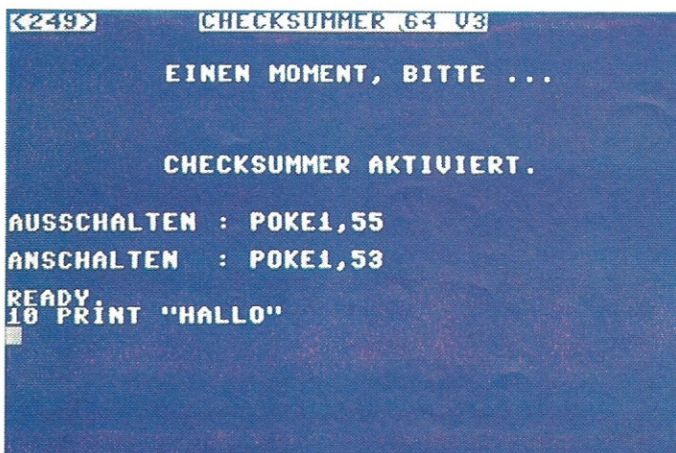 <249> CHECKSUMMER 64 V3
EINEN MOMENT, BITTE ...
CHECKSUMMER AKTIVIERT.
AUSSCHALTEN : POKE1,55
ANSCHALTEN : POKE1,53
READY.
10 PRINT "HALLO"